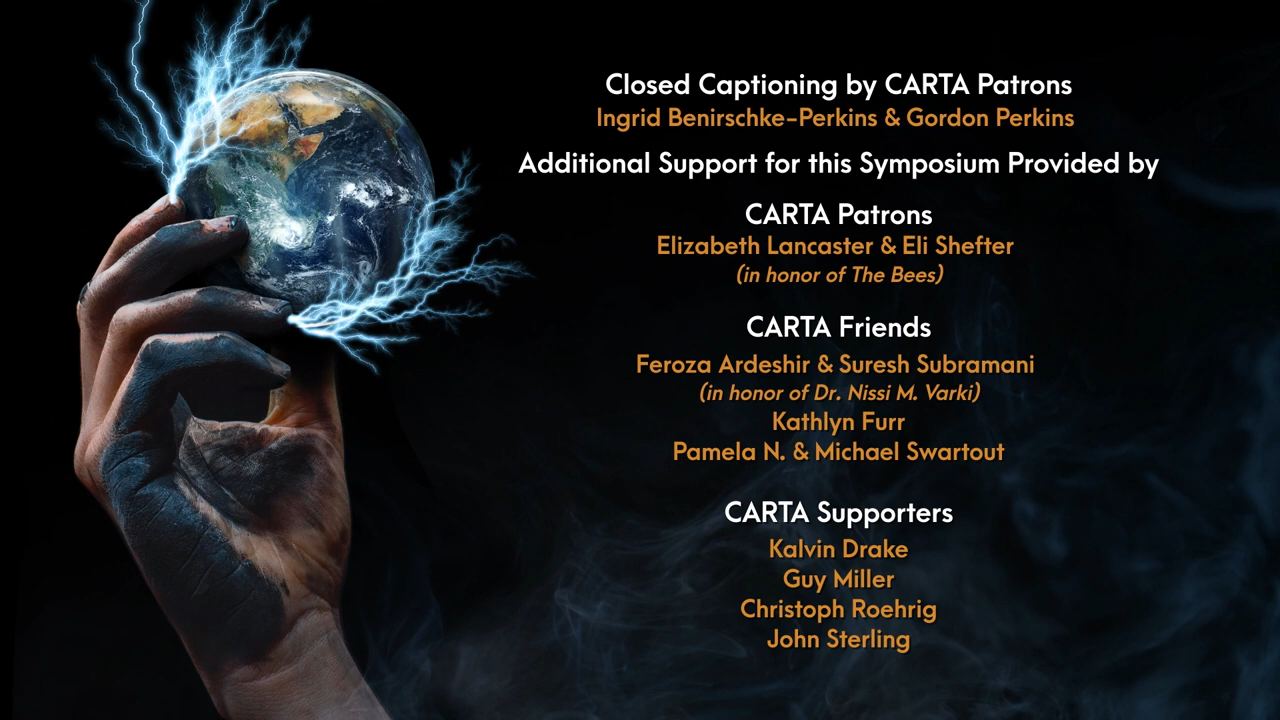 Closed Captioning by CARTA Patrons
Ingrid Benirschke-Perkins & Gordon Perkins
Additional Support for this Symposium Provided by
CARTA Patrons
Elizabeth Lancaster & Eli Shefter
(in honor of The Bees)
CARTA Friends
Feroza Ardeshir & Suresh Subramani
(in honor of Dr. Nissi M. Varki)
Kathlyn Furr
Pamela N. & Michael Swartout
CARTA Supporters
Kalvin Drake
Guy Miller
Christoph Roehrig
John Sterling